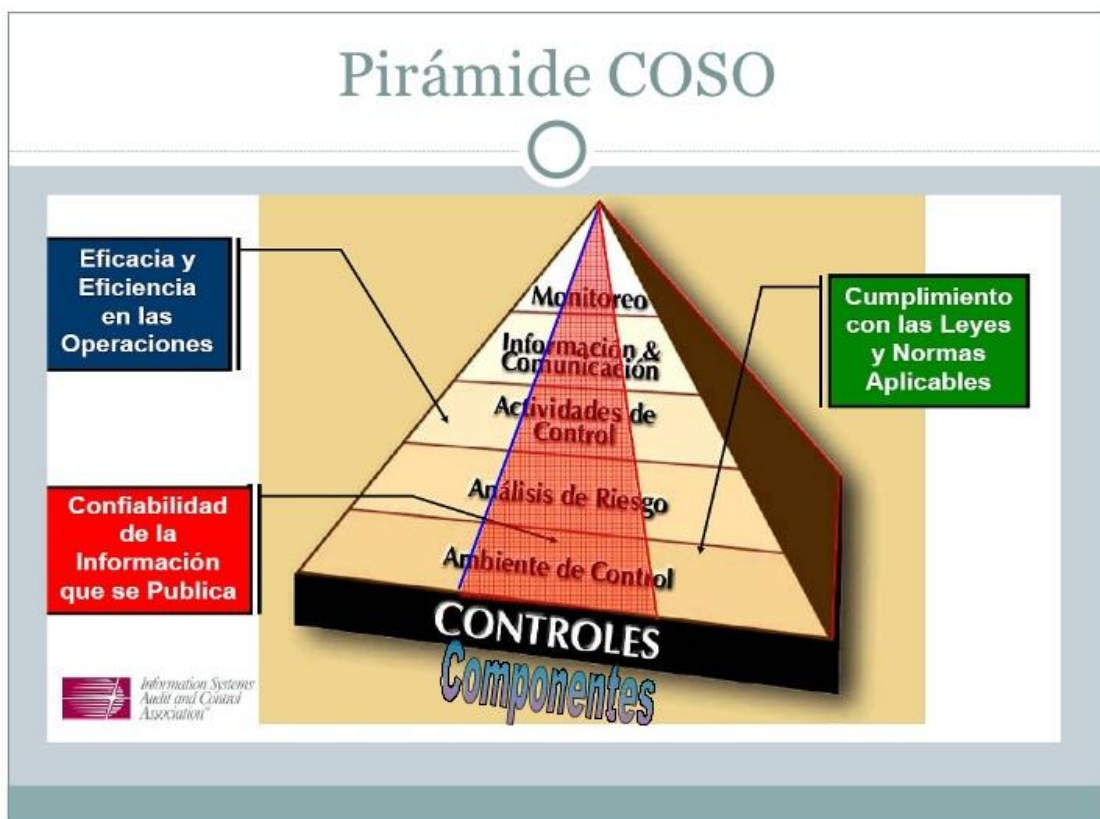 Pirámide COSO
Eficacia y
Eficiencia
en las
Operaciones
Confiabilidad
de la
Información
que se Publica
Monitoreo
Información &
Comunicación
Actividades de
Control
Análisis de Riesgo
Ambiente de Control
CONTROLES
Componentes
Cumplimiento
con las Leyes
y Normas
Aplicables
Information Systems
Audit and Control
Association™